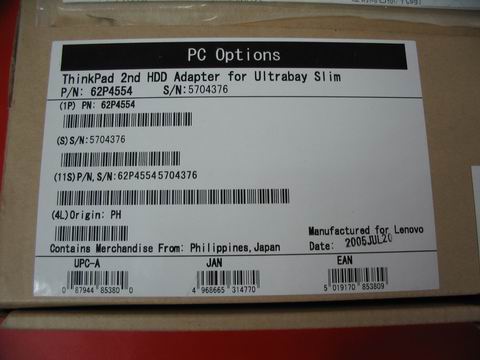 PC Options
ThinkPad 2nd HDD Adapter for Ultrabay Slim
P/N: 62P4554 S/N:5704376
(1P) PN: 62P4554
(S)S/N:5704376
(11S)P/N,S/N:62P45545704376
(4L)Origin: PH
Manufactured for Lenovo
Contains Merchandise From: Philippines,Japan
Date: 2005JUL20
UPC-A JAN EAN
0 87944 85380 0 4 968665 314770 5 019170 853809